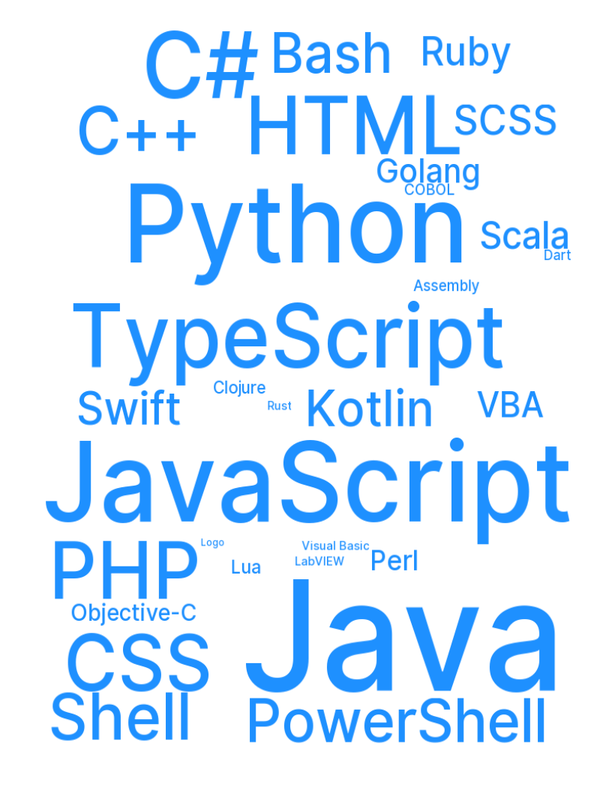 C#
Bash
Ruby
C++
HTML
SCSS
Golang
COBOL
Python
Scala
Dart
Assembly
TypeScript
Clojure
Swift
Rust
Kotlin
VBA
JavaScript
PHP
Logo
Lua
Visual Basic
LabVIEW
Perl
Objective-C
Java
CSS
Shell
PowerShell